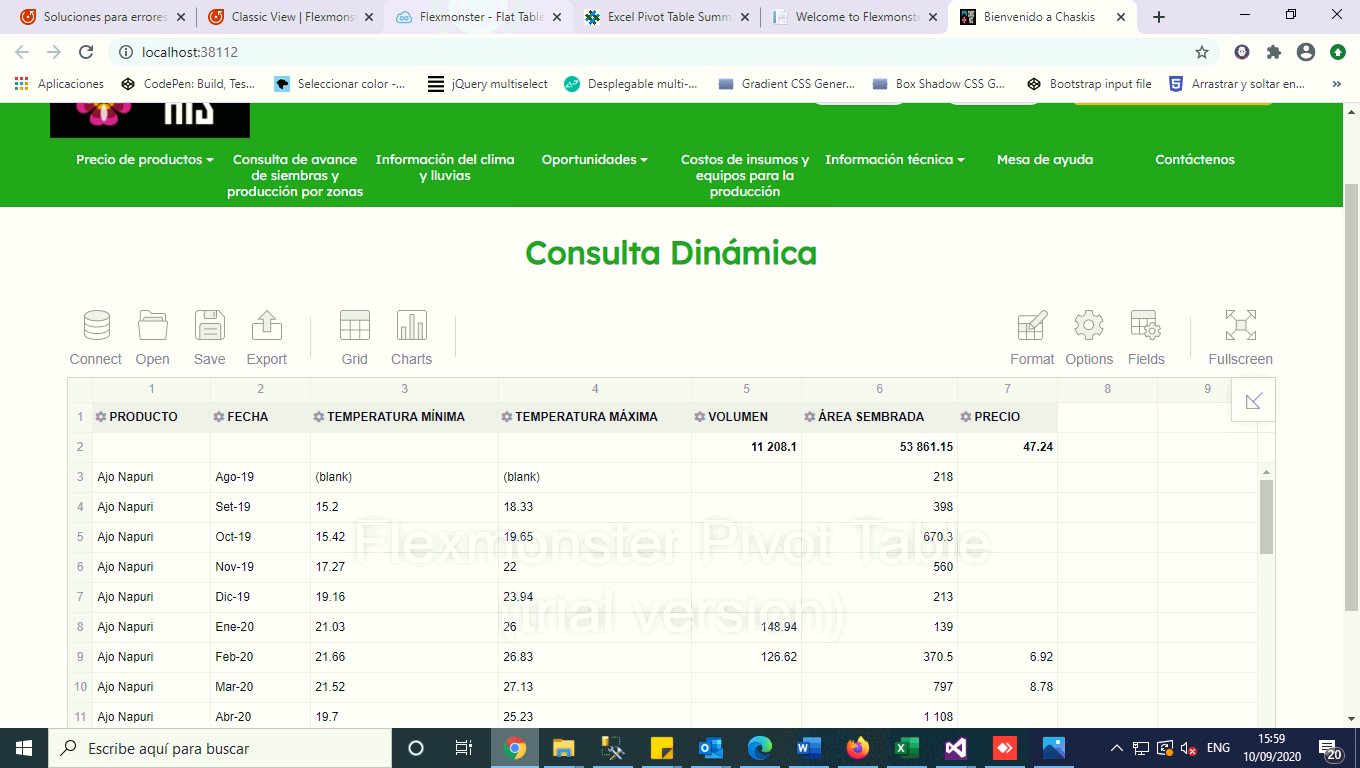 Soluciones para errores
Classic View | Flexmons
Flexmonster - Flat Table
Excel Pivot Table Summ
Welcome to Flexmonste
Bienvenido a Chaskis
localhost:38112
Aplicaciones
CodePen: Build, Tes...
Seleccionar color -...
jQuery multiselect
Desplegable multi-...
Gradient CSS Gener...
Box Shadow CSS G...
Bootstrap input file
Arrastrar y soltar en...
»
Precio de productos
Consulta de avance
de siembras y
producción por zonas
Información del clima
y lluvias
Oportunidades
Costos de insumos y
equipos para la
producción
Información técnica
Mesa de ayuda
Contáctenos
Consulta Dinámica
Connect Open Save Export Grid Charts Format Options Fields Fullscreen
1 2 3 4 5 6 7 8 9
1 PRODUCTO FECHA TEMPERATURA MÍNIMA TEMPERATURA MÁXIMA VOLUMEN ÁREA SEMBRADA PRECIO
2 11 208.1 53 861.15 47.24
3 Ajo Napuri Ago-19 (blank) (blank) 218
4 Ajo Napuri Set-19 15.2 18.33 398
5 Ajo Napuri Oct-19 15.42 19.65 670.3
6 Ajo Napuri Nov-19 17.27 22 560
7 Ajo Napuri Dic-19 19.16 23.94 213
8 Ajo Napuri Ene-20 21.03 26 148.94 139
9 Ajo Napuri Feb-20 21.66 26.83 126.62 370.5 6.92
10 Ajo Napuri Mar-20 21.52 27.13 797 8.78
11 Ajo Napuri Abr-20 19.7 25.23 1 108
Flexmonster Pivot Table
(trial version)
Escribe aquí para buscar
ENG
15:59
10/09/2020
20